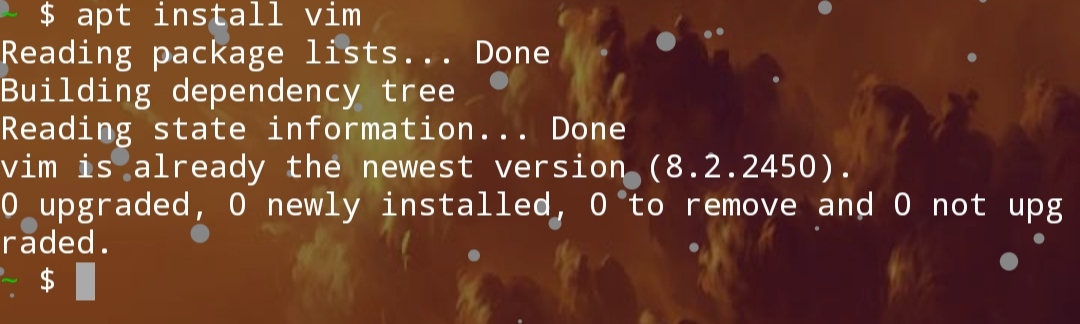 ~ $ apt install vim
Reading package lists... Done
Building dependency tree
Reading state information... Done
vim is already the newest version (8.2.2450).
0 upgraded, 0 newly installed, 0 to remove and 0 not upg
raded.
~ $